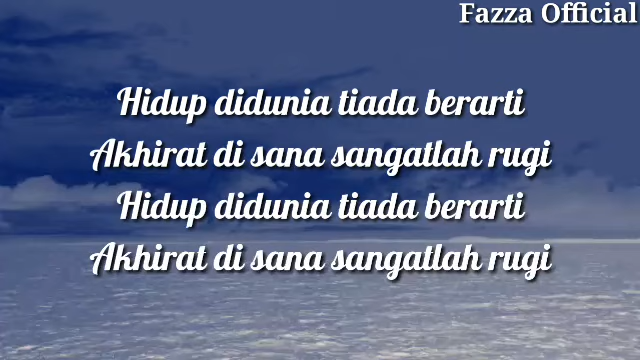 Fazza Official
Hidup didunia tiada berarti
Akhirat di sana sangatlah rugi
Hidup didunia tiada berarti
Akhirat di sana sangatlah rugi